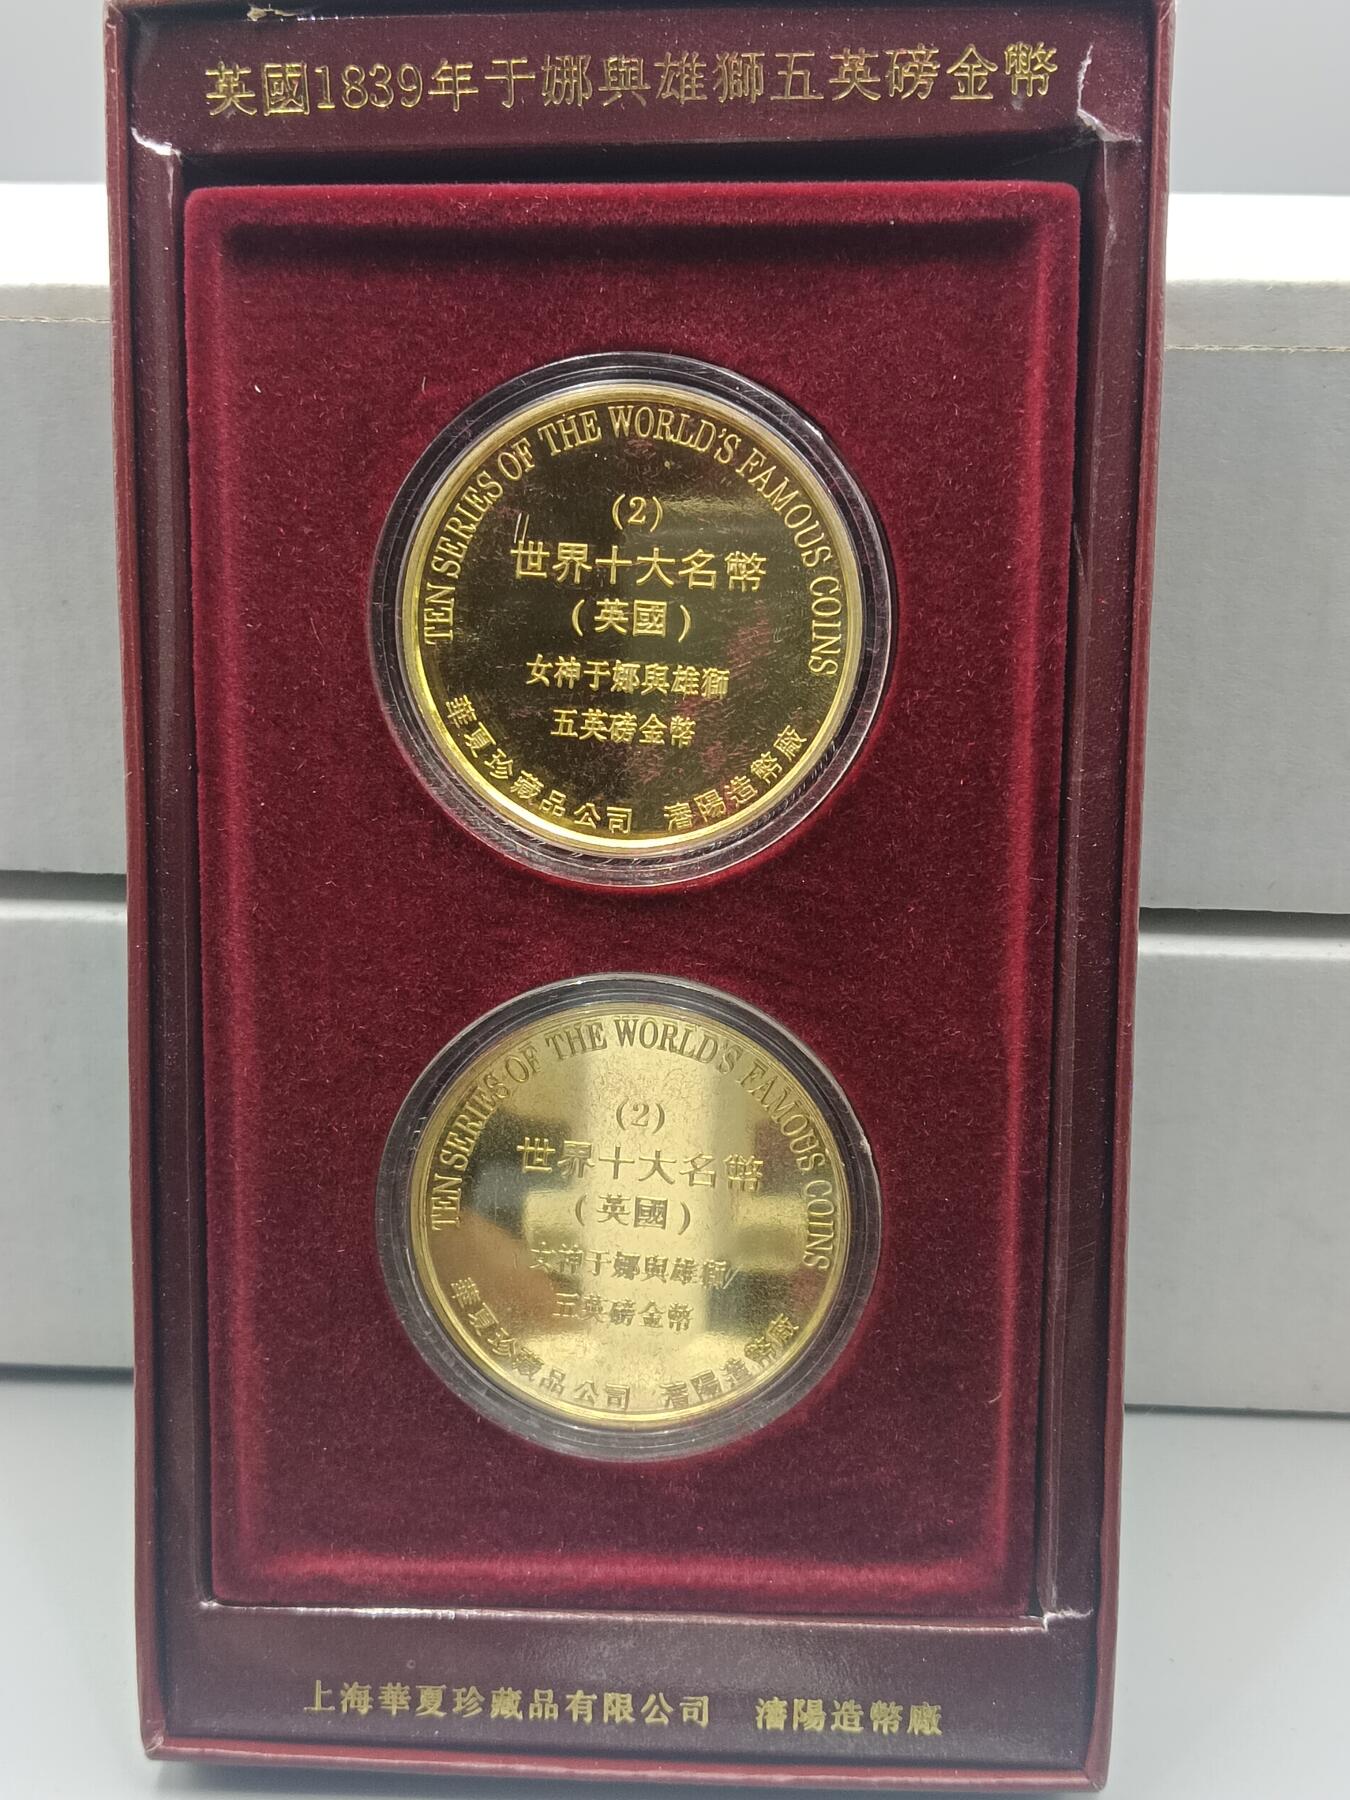 英國1839年于娜與雄獅五英磅金幣
TEN SERIES OF THE WORLD'S FAMOUS COINS
(2)
世界十大名幣
(英國)
女神于娜與雄獅
五英磅金幣
華夏珍藏品公司 瀋陽造幣廠
TEN SERIES OF THE WORLD'S FAMOUS COINS
(2)
世界十大名幣
(英國)
女神于娜與雄獅
五英磅金幣
華夏珍藏品公司 瀋陽造幣廠
上海華夏珍藏品有限公司 瀋陽造幣廠